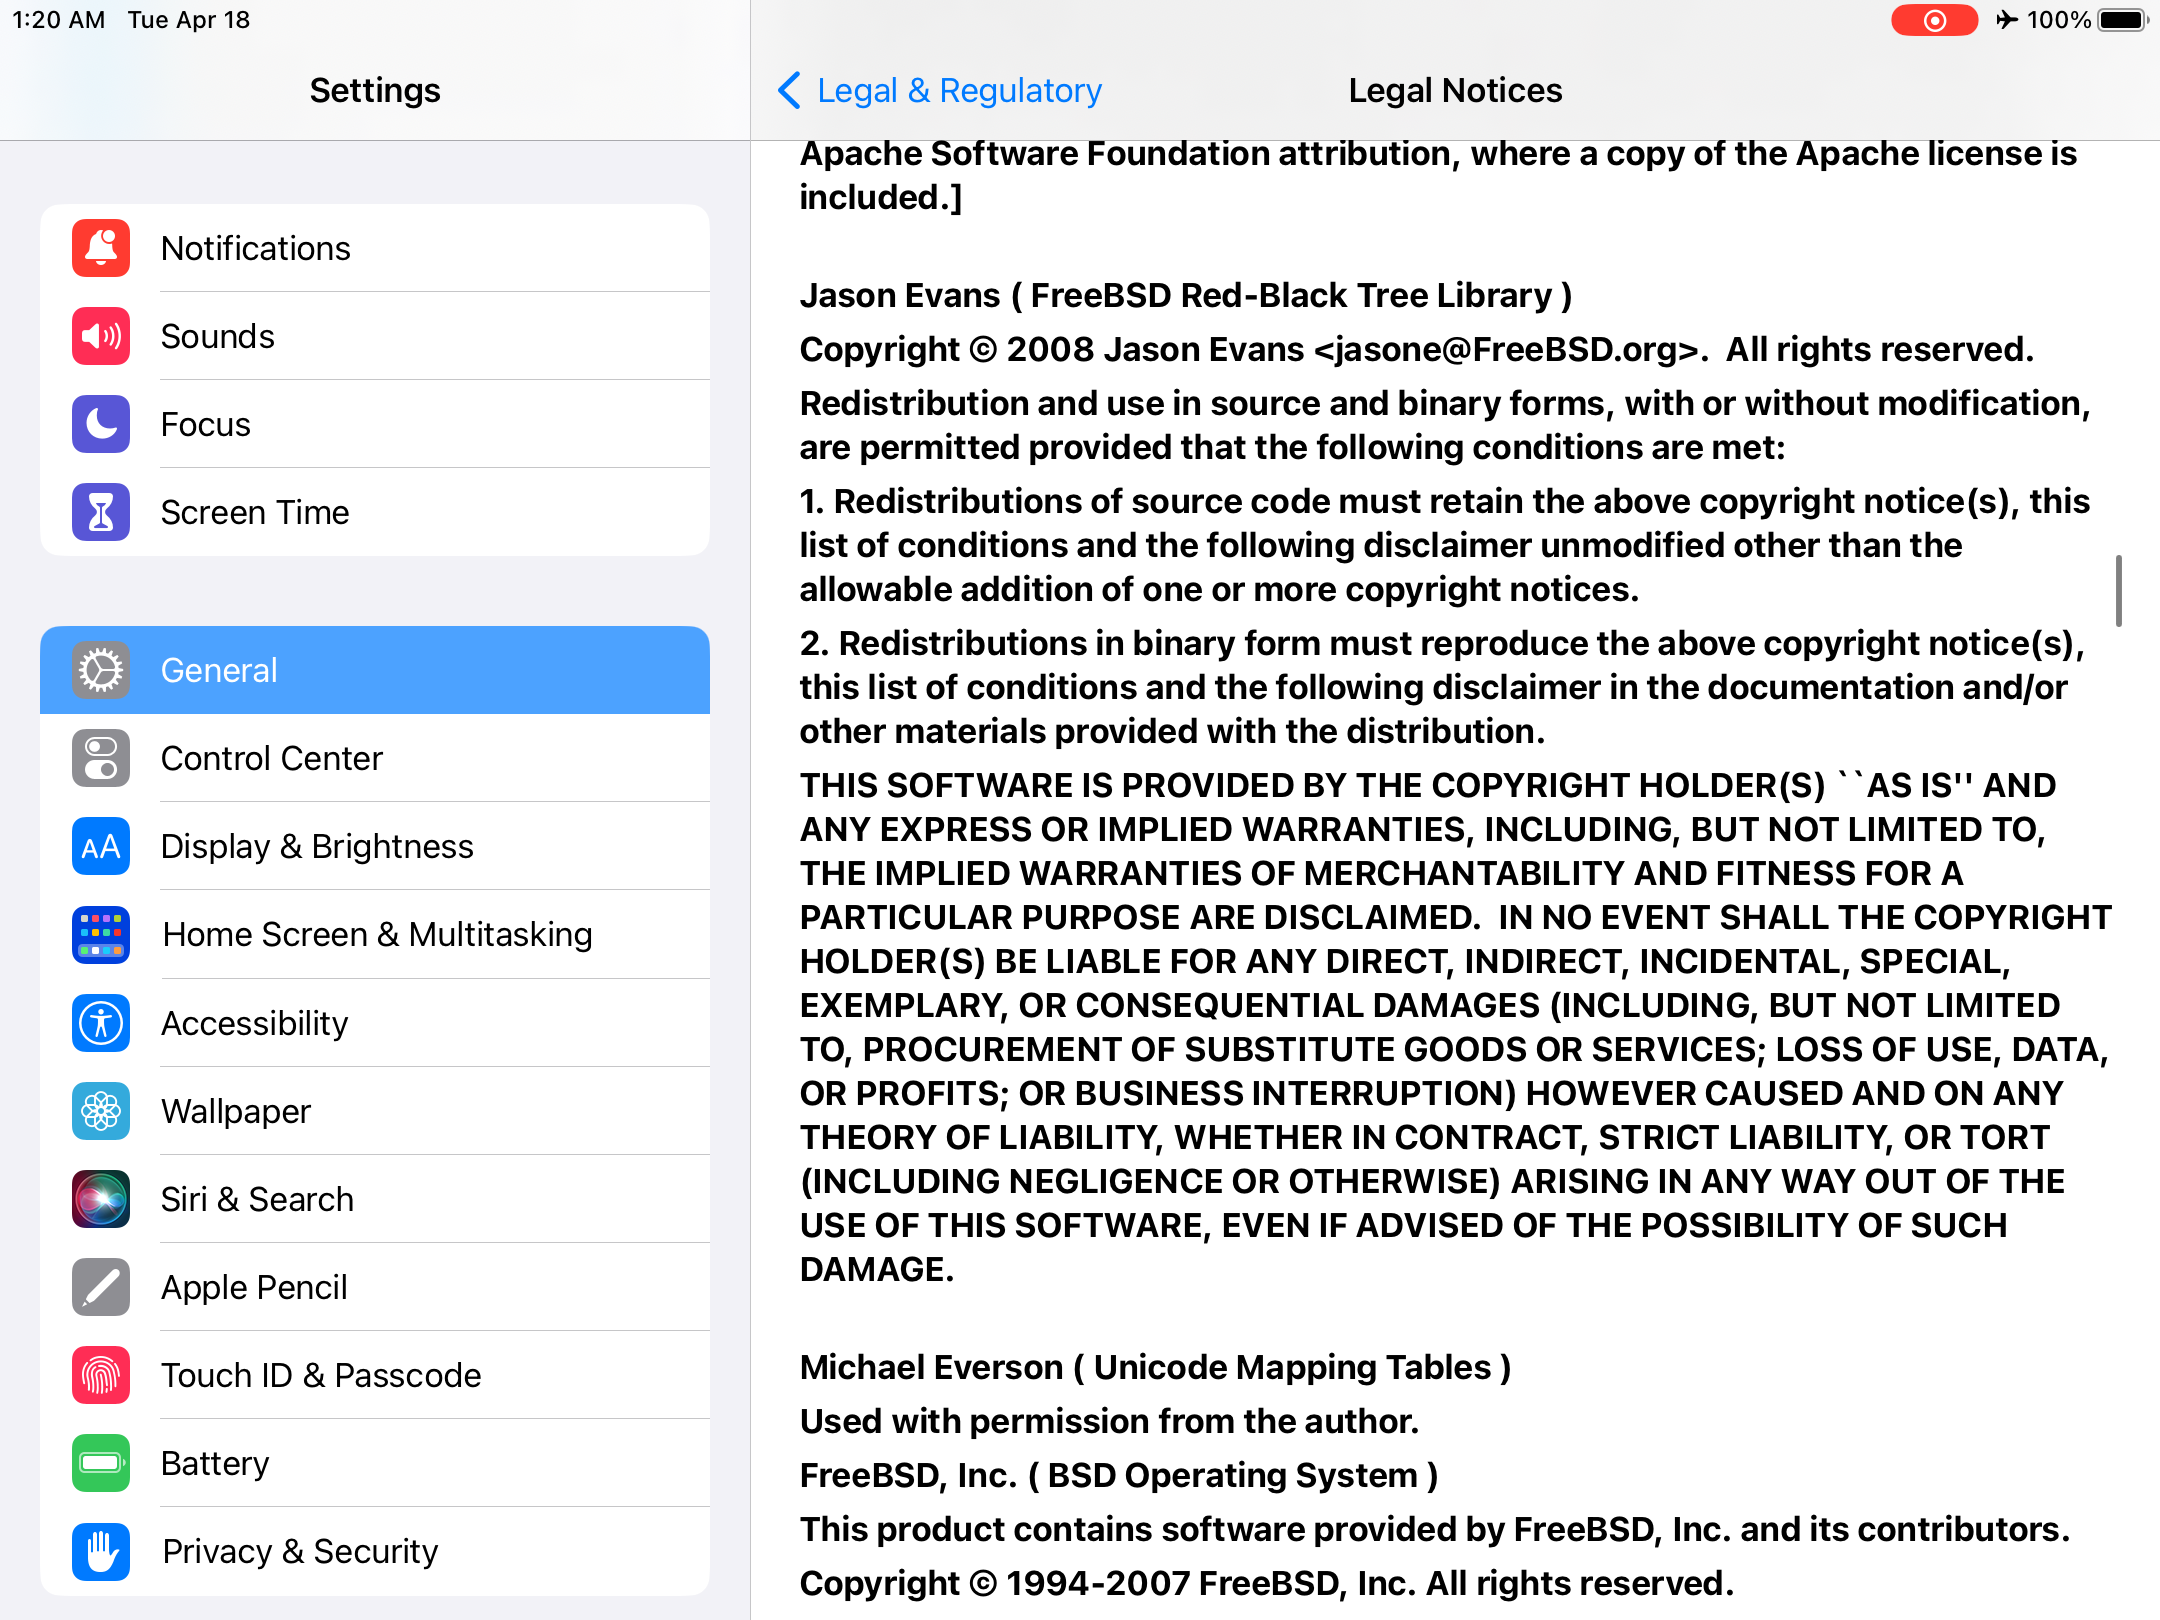 1:20 AM Tue Apr 18
100%
Settings
Notifications
Sounds
Focus
Screen Time
General
Control Center
Display & Brightness
Home Screen & Multitasking
Accessibility
Wallpaper
Siri & Search
Apple Pencil
Touch ID & Passcode
Battery
Privacy & Security
Legal & Regulatory
Legal Notices
Apache Software Foundation attribution, where a copy of the Apache license is
included.]
Jason Evans ( FreeBSD Red-Black Tree Library )
Copyright © 2008 Jason Evans <jasone@FreeBSD.org>.  All rights reserved.
Redistribution and use in source and binary forms, with or without modification,
are permitted provided that the following conditions are met:
1. Redistributions of source code must retain the above copyright notice(s), this
list of conditions and the following disclaimer unmodified other than the
allowable addition of one or more copyright notices.
2. Redistributions in binary form must reproduce the above copyright notice(s),
this list of conditions and the following disclaimer in the documentation and/or
other materials provided with the distribution.
THIS SOFTWARE IS PROVIDED BY THE COPYRIGHT HOLDER(S) ``AS IS'' AND
ANY EXPRESS OR IMPLIED WARRANTIES, INCLUDING, BUT NOT LIMITED TO,
THE IMPLIED WARRANTIES OF MERCHANTABILITY AND FITNESS FOR A
PARTICULAR PURPOSE ARE DISCLAIMED.  IN NO EVENT SHALL THE COPYRIGHT
HOLDER(S) BE LIABLE FOR ANY DIRECT, INDIRECT, INCIDENTAL, SPECIAL,
EXEMPLARY, OR CONSEQUENTIAL DAMAGES (INCLUDING, BUT NOT LIMITED
TO, PROCUREMENT OF SUBSTITUTE GOODS OR SERVICES; LOSS OF USE, DATA,
OR PROFITS; OR BUSINESS INTERRUPTION) HOWEVER CAUSED AND ON ANY
THEORY OF LIABILITY, WHETHER IN CONTRACT, STRICT LIABILITY, OR TORT
(INCLUDING NEGLIGENCE OR OTHERWISE) ARISING IN ANY WAY OUT OF THE
USE OF THIS SOFTWARE, EVEN IF ADVISED OF THE POSSIBILITY OF SUCH
DAMAGE.
Michael Everson ( Unicode Mapping Tables )
Used with permission from the author.
FreeBSD, Inc. ( BSD Operating System )
This product contains software provided by FreeBSD, Inc. and its contributors.
Copyright © 1994-2007 FreeBSD, Inc. All rights reserved.